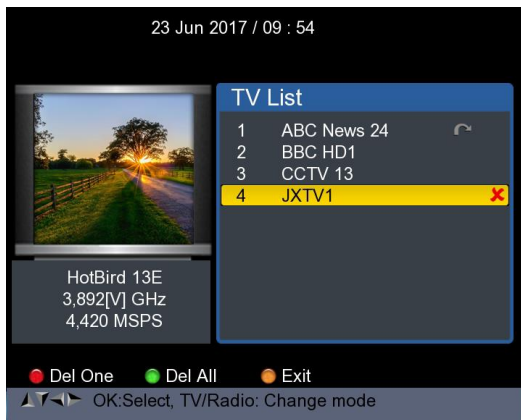 23 Jun 2017 / 09 : 54
TV List
1 ABC News 24
2 BBC HD1
3 CCTV 13
4 JXTV1
HotBird 13E
3,892[V] GHz
4,420 MSPS
Del One Del All Exit
OK:Select, TV/Radio: Change mode